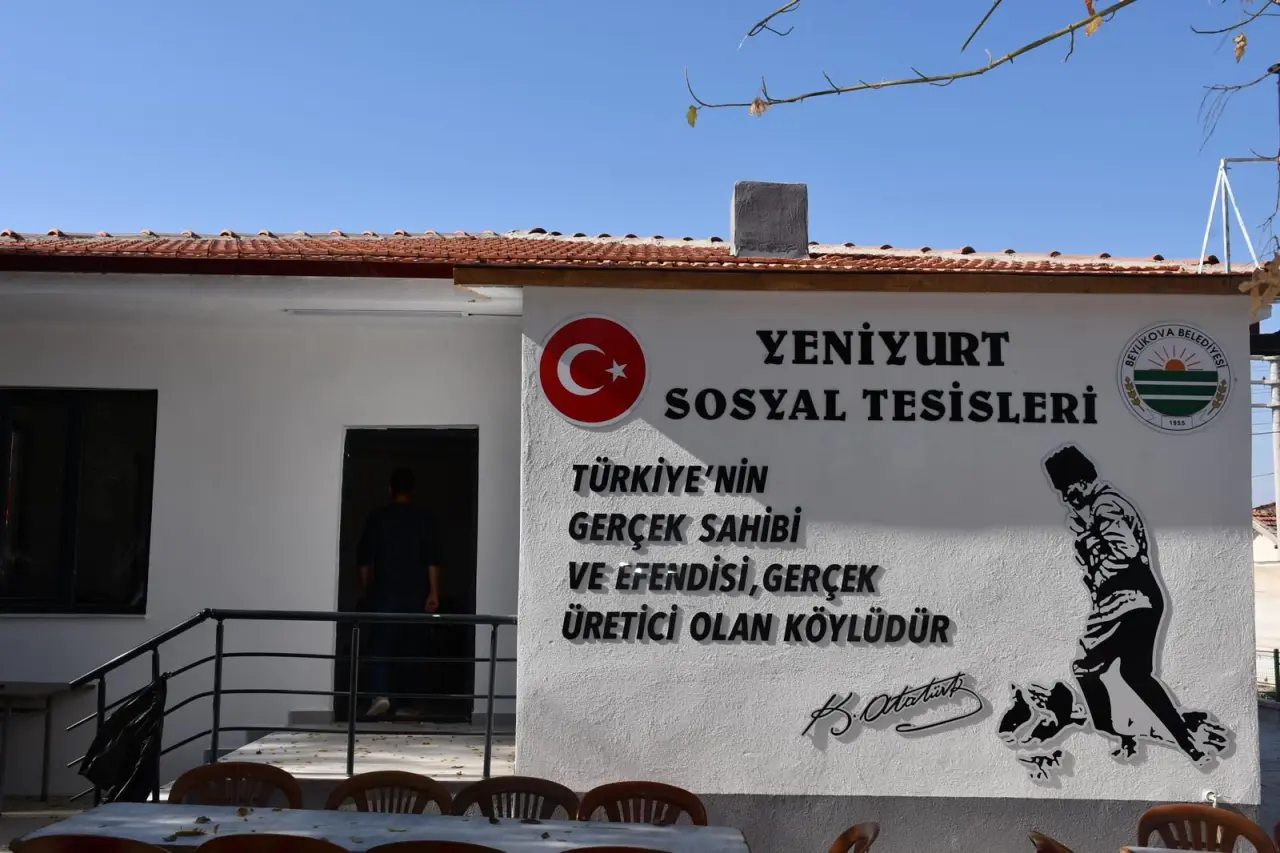 YENİYURT
SOSYAL TESİSLERİ
BEYLİKOVA BELEDİYESİ
1955
TÜRKİYE'NİN
GERÇEK SAHİBİ
VE EFENDİSİ, GERÇEK
ÜRETİCİ OLAN KÖYLÜDÜR
K. Atatürk